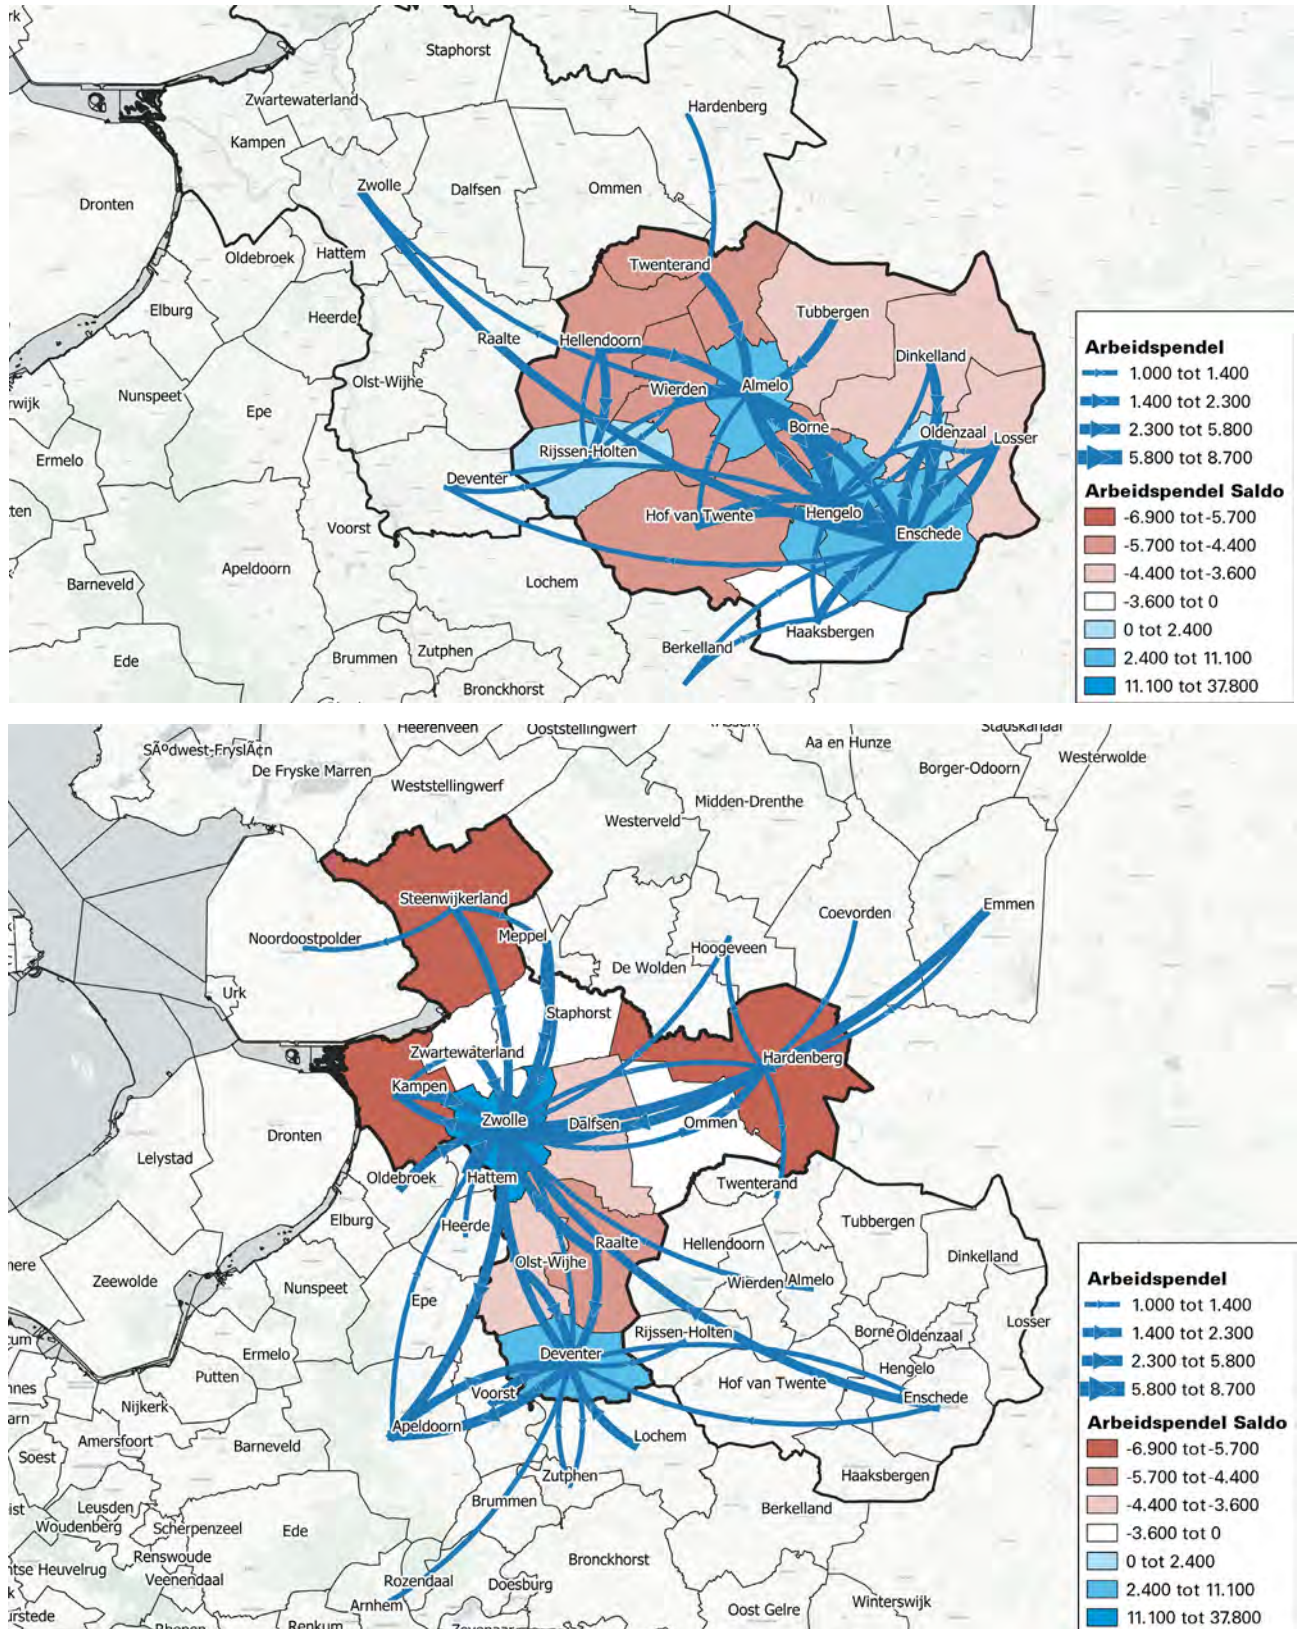 Staphorst
Zwartewaterland
Hardenberg
Kampen
Zwolle
Dalfsen
Ommen
Dronten
Oldebroek
Hattem
Twenterand
Elburg
Heerde
Tubbergen
Raalte
Hellendoorn
Dinkelland
Nunspeet
Olst-Wijhe
Wierden
Almelo
Epe
rwijk
Borne
Oldenzaal
Losser
Ermelo
Rijssen-Holten
Deventer
tten
Hof van Twente
Hengelo
Voorst
Enschede
Apeldoorn
Barneveld
Lochem
Haaksbergen
Ede
Brummen
Zutphen
Berkelland
Bronckhorst
Arbeidspendel
1.000 tot 1.400
1.400 tot 2.300
2.300 tot 5.800
5.800 tot 8.700
Arbeidspendel Saldo
-6.900 tot -5.700
-5.700 tot -4.400
-4.400 tot -3.600
-3.600 tot 0
0 tot 2.400
2.400 tot 11.100
11.100 tot 37.800
Heerenveen
Ooststellingwerf
Stadskanaal
SÃºdwest-FryslÃ¢n
Aa en Hunze
Westerwolde
De Fryske Marren
Borger-Odoorn
Weststellingwerf
Midden-Drenthe
Westerveld
Steenwijkerland
Emmen
Coevorden
Noordoostpolder
Meppel
Hoogeveen
De Wolden
Urk
Staphorst
Zwartewaterland
Hardenberg
Kampen
Zwolle
Dalfsen
Ommen
Dronten
Lelystad
Oldebroek
Hattem
Twenterand
Elburg
Heerde
Tubbergen
Raalte
Hellendoorn
Dinkelland
mere
Zeewolde
Nunspeet
Olst-Wijhe
Wierden
Almelo
Epe
Losser
Rijssen-Holten
Borne
Oldenzaal
Ermelo
Deventer
Hengelo
Putten
Hof van Twente
Voorst
Enschede
Nijkerk
Apeldoorn
Lochem
Amersfoort
Barneveld
Soest
Zutphen
Haaksbergen
Leusden
Brummen
Berkelland
Woudenberg
Scherpenzeel
Ede
Renswoude
Bronckhorst
ntse Heuvelrug
Veenendaal
Rozendaal
Doesburg
Arnhem
Oost Gelre
Winterswijk
Renkum
Arbeidspendel
1.000 tot 1.400
1.400 tot 2.300
2.300 tot 5.800
5.800 tot 8.700
Arbeidspendel Saldo
-6.900 tot -5.700
-5.700 tot -4.400
-4.400 tot -3.600
-3.600 tot 0
0 tot 2.400
2.400 tot 11.100
11.100 tot 37.800